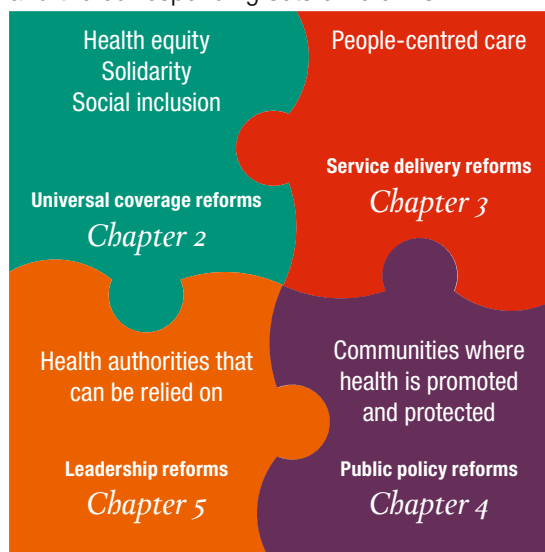 Health equity
Solidarity
Social inclusion
Universal coverage reforms
Chapter 2
People-centred care
Service delivery reforms
Chapter 3
Health authorities that
can be relied on
Leadership reforms
Chapter 5
Communities where
health is promoted
and protected
Public policy reforms
Chapter 4